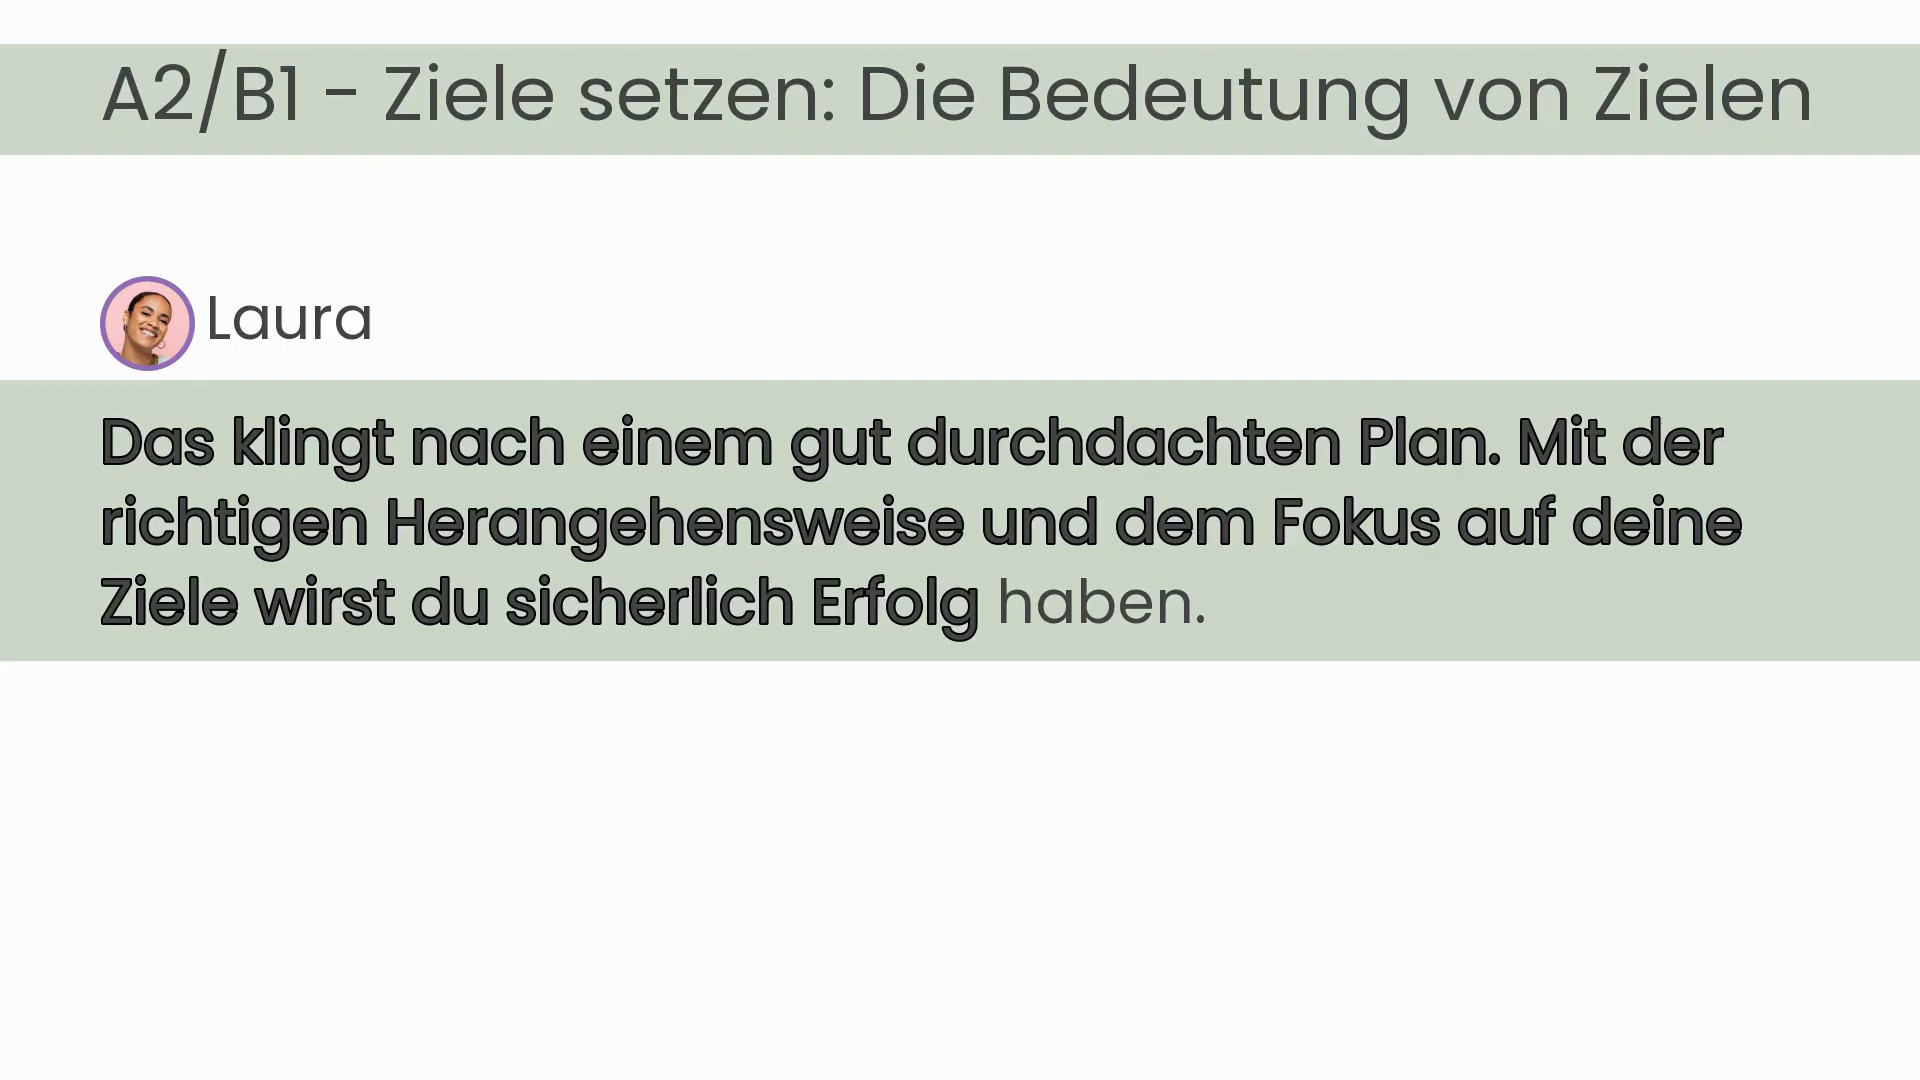 A2/B1 - Ziele setzen: Die Bedeutung von Zielen
Laura
Das klingt nach einem gut durchdachten Plan. Mit der
richtigen Herangehensweise und dem Fokus auf deine
Ziele wirst du sicherlich Erfolg haben.